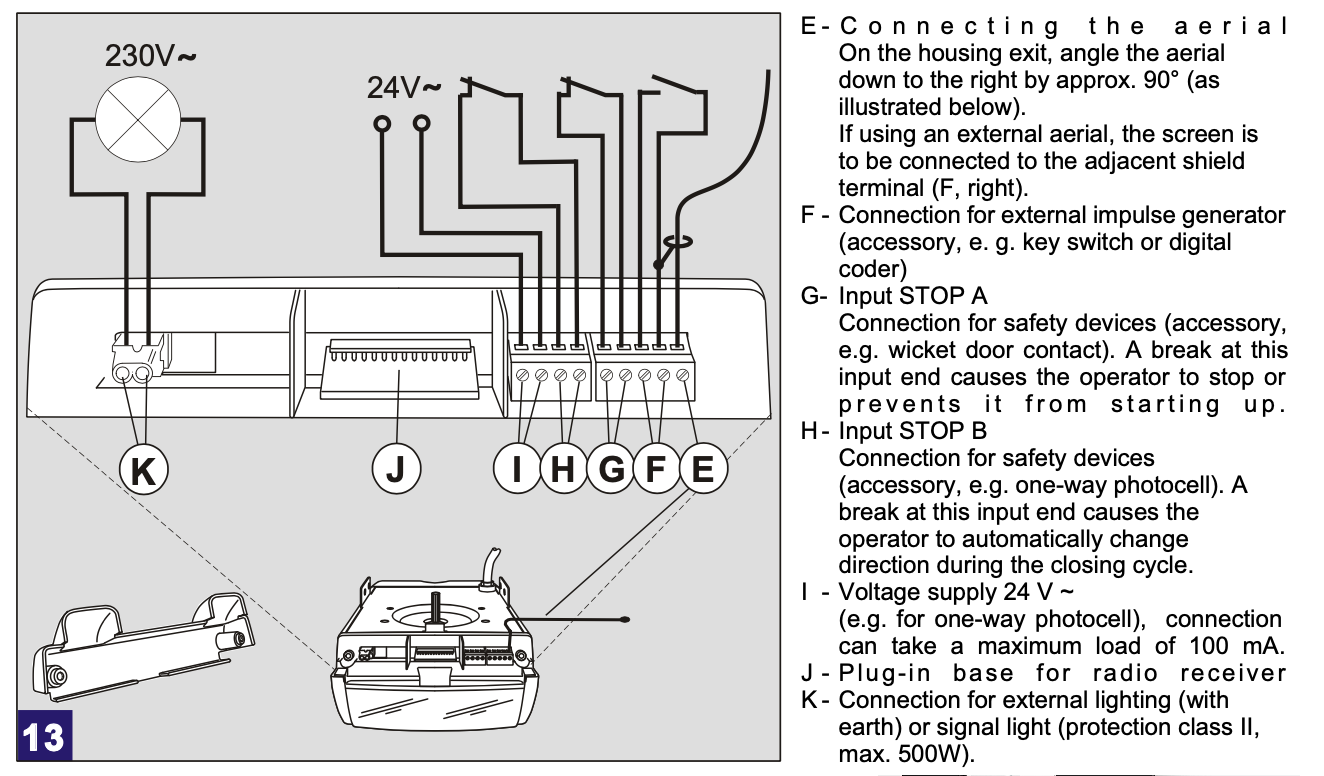 230V~
24V~
K
J
I
H
G
F
E
13
E - Connecting the aerial
On the housing exit, angle the aerial
down to the right by approx. 90° (as
illustrated below).
If using an external aerial, the screen is
to be connected to the adjacent shield
terminal (F, right).
F - Connection for external impulse generator
(accessory, e. g. key switch or digital
coder)
G- Input STOP A
Connection for safety devices (accessory,
e.g. wicket door contact). A break at this
input end causes the operator to stop or
prevents it from starting up.
H - Input STOP B
Connection for safety devices
(accessory, e.g. one-way photocell). A
break at this input end causes the
operator to automatically change
direction during the closing cycle.
I - Voltage supply 24 V ~
(e.g. for one-way photocell), connection
can take a maximum load of 100 mA.
J - Plug-in base for radio receiver
K - Connection for external lighting (with
earth) or signal light (protection class II,
max. 500W).